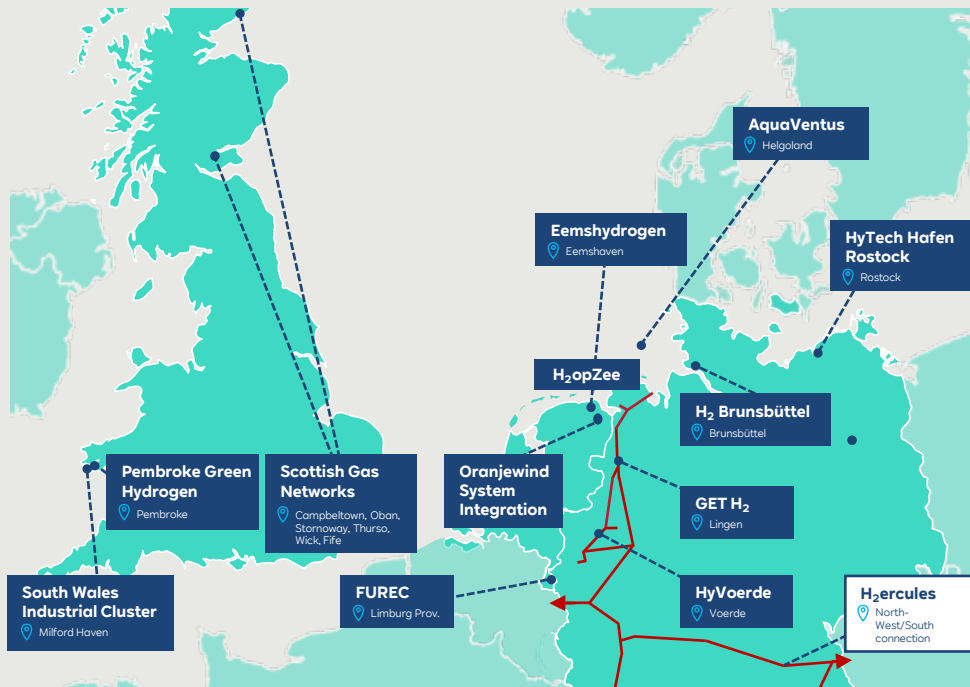 AquaVentus
Helgoland
Eemshydrogen
Eemshaven
HyTech Hafen
Rostock
Rostock
H₂opZee
H₂ Brunsbüttel
Brunsbüttel
Pembroke Green
Hydrogen
Pembroke
Scottish Gas
Networks
Campbeltown, Oban,
Stornoway, Thurso,
Wick, Fife
Oranjewind
System
Integration
GET H₂
Lingen
South Wales
Industrial Cluster
Milford Haven
FUREC
Limburg Prov.
HyVoerde
Voerde
H₂ercules
North-
West/South
connection